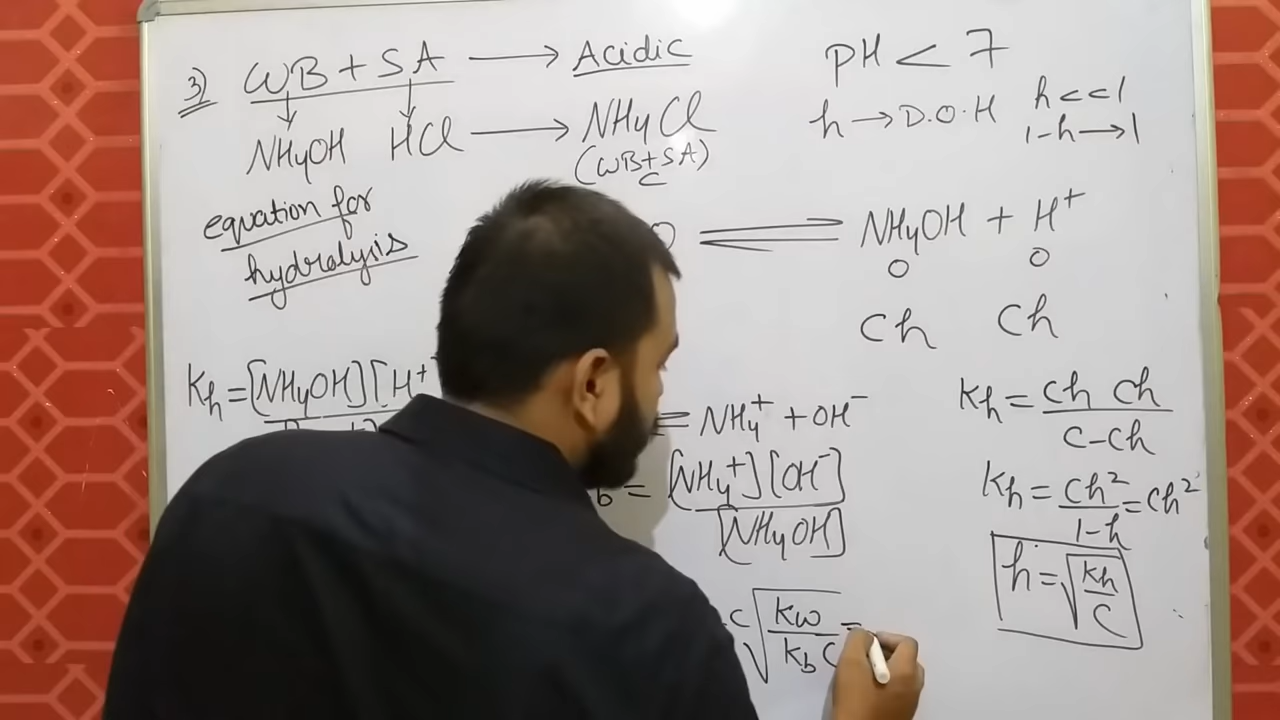 3) WB + SA → Acidic PH < 7
NH4OH HCl → NH4Cl h → D.O.H h<<1
(WB+SA) 1-h → 1
C
equation for
hydrolysis
O ⇌ NH4OH + H+
O O
Ch Ch
Kh = [NH4OH][H+
= NH4+ + OH-
Kh = Ch Ch / C-Ch
b = [NH4+][OH-] / [NH4OH]
Kh = Ch² / 1-h = Ch²
h = √Kh/C
C √Kw/KbC =